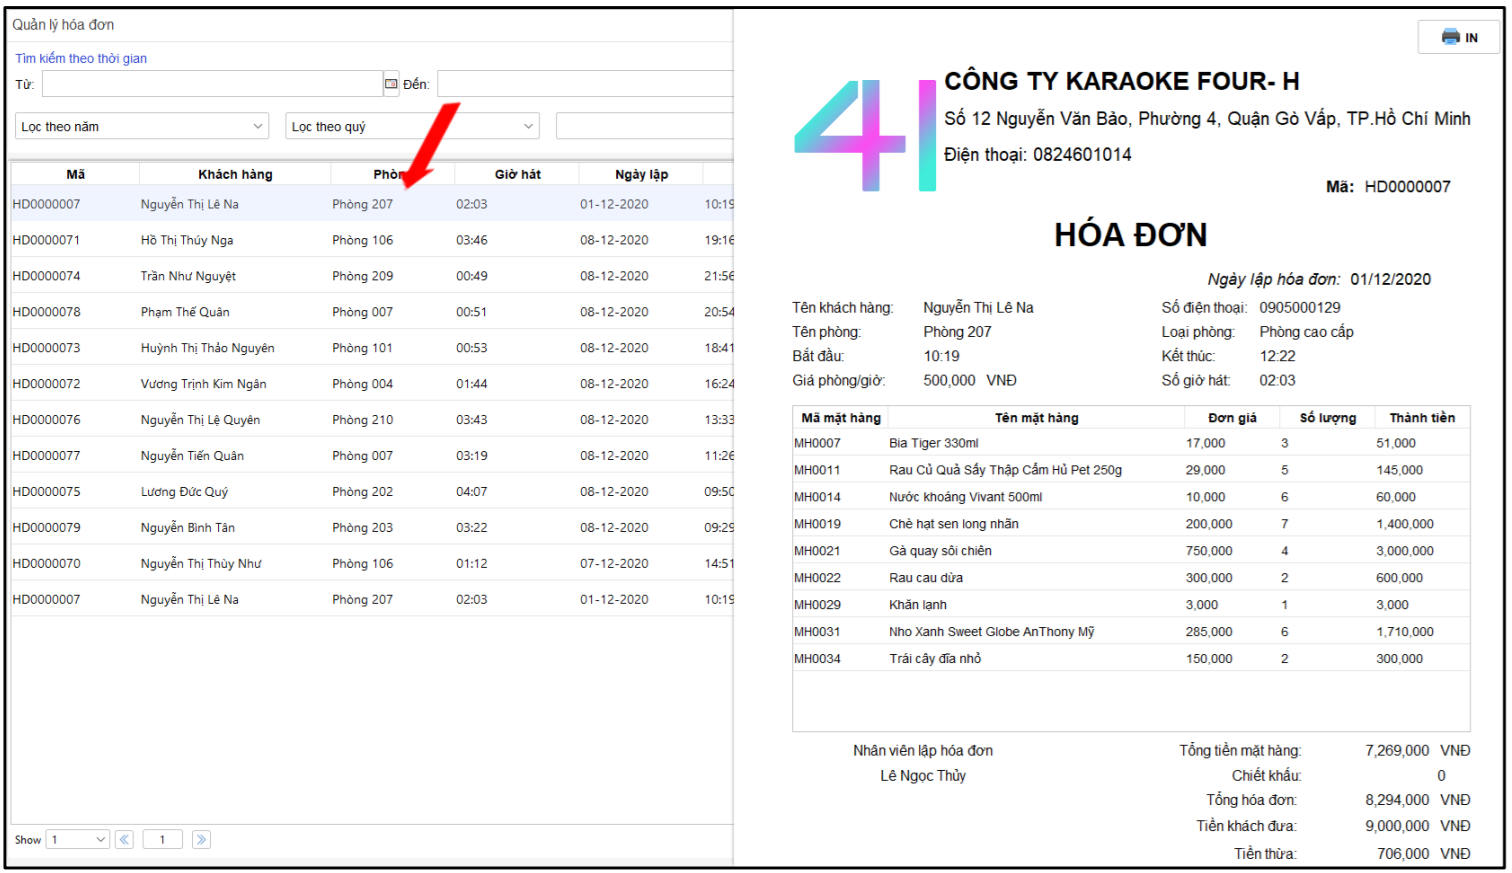 Quản lý hóa đơn
Tìm kiếm theo thời gian
Từ: Đến:
Lọc theo năm Lọc theo quý
Mã Khách hàng Phòn Giờ hát Ngày lập
HD0000007 Nguyễn Thị Lê Na Phòng 207 02:03 01-12-2020 10:19
HD0000071 Hồ Thị Thúy Nga Phòng 106 03:46 08-12-2020 19:16
HD0000074 Trần Như Nguyệt Phòng 209 00:49 08-12-2020 21:56
HD0000078 Phạm Thế Quân Phòng 007 00:51 08-12-2020 20:54
HD0000073 Huỳnh Thị Thảo Nguyên Phòng 101 00:53 08-12-2020 18:41
HD0000072 Vương Trịnh Kim Ngân Phòng 004 01:44 08-12-2020 16:24
HD0000076 Nguyễn Thị Lệ Quyên Phòng 210 03:43 08-12-2020 13:33
HD0000077 Nguyễn Tiến Quân Phòng 007 03:19 08-12-2020 11:26
HD0000075 Lương Đức Quý Phòng 202 04:07 08-12-2020 09:50
HD0000079 Nguyễn Bình Tân Phòng 203 03:22 08-12-2020 09:29
HD0000070 Nguyễn Thị Thùy Như Phòng 106 01:12 07-12-2020 14:51
HD0000007 Nguyễn Thị Lê Na Phòng 207 02:03 01-12-2020 10:19
Show 1 1
IN
4H
CÔNG TY KARAOKE FOUR- H
Số 12 Nguyễn Văn Bảo, Phường 4, Quận Gò Vấp, TP.Hồ Chí Minh
Điện thoại: 0824601014
Mã: HD0000007
HÓA ĐƠN
Ngày lập hóa đơn: 01/12/2020
Tên khách hàng: Nguyễn Thị Lê Na Số điện thoại: 0905000129
Tên phòng: Phòng 207 Loại phòng: Phòng cao cấp
Bắt đầu: 10:19 Kết thúc: 12:22
Giá phòng/giờ: 500,000 VNĐ Số giờ hát: 02:03
Mã mặt hàng Tên mặt hàng Đơn giá Số lượng Thành tiền
MH0007 Bia Tiger 330ml 17,000 3 51,000
MH0011 Rau Củ Quả Sấy Thập Cẩm Hủ Pet 250g 29,000 5 145,000
MH0014 Nước khoáng Vivant 500ml 10,000 6 60,000
MH0019 Chè hạt sen long nhãn 200,000 7 1,400,000
MH0021 Gà quay sôi chiên 750,000 4 3,000,000
MH0022 Rau cau dừa 300,000 2 600,000
MH0029 Khăn lạnh 3,000 1 3,000
MH0031 Nho Xanh Sweet Globe AnThony Mỹ 285,000 6 1,710,000
MH0034 Trái cây đĩa nhỏ 150,000 2 300,000
Nhân viên lập hóa đơn Tổng tiền mặt hàng: 7,269,000 VNĐ
Lê Ngọc Thủy Chiết khấu: 0
Tổng hóa đơn: 8,294,000 VNĐ
Tiền khách đưa: 9,000,000 VNĐ
Tiền thừa: 706,000 VNĐ